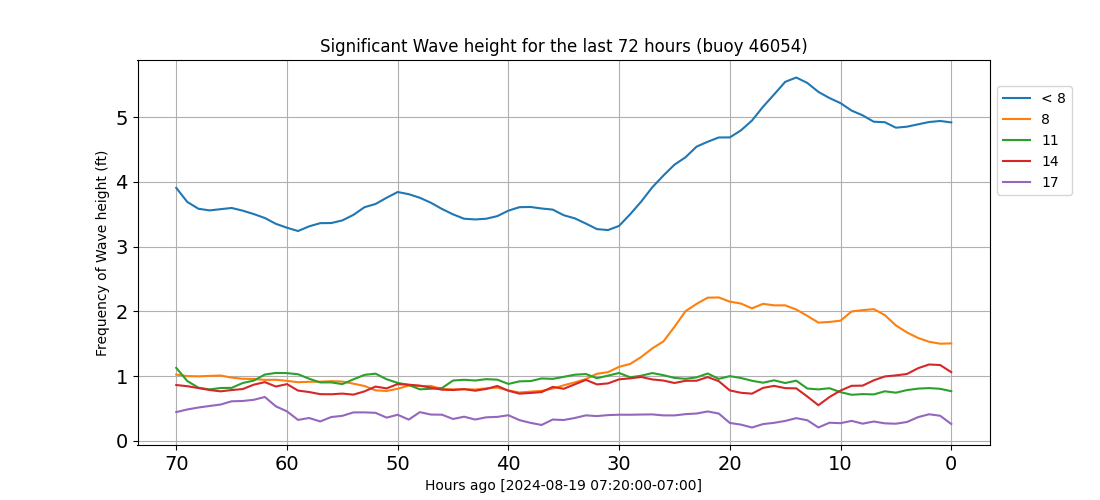 Significant Wave height for the last 72 hours (buoy 46054)
Frequency of Wave height (ft)
5
4
3
2
1
0
70 60 50 40 30 20 10 0
Hours ago [2024-08-19 07:20:00-07:00]
< 8
8
11
14
17